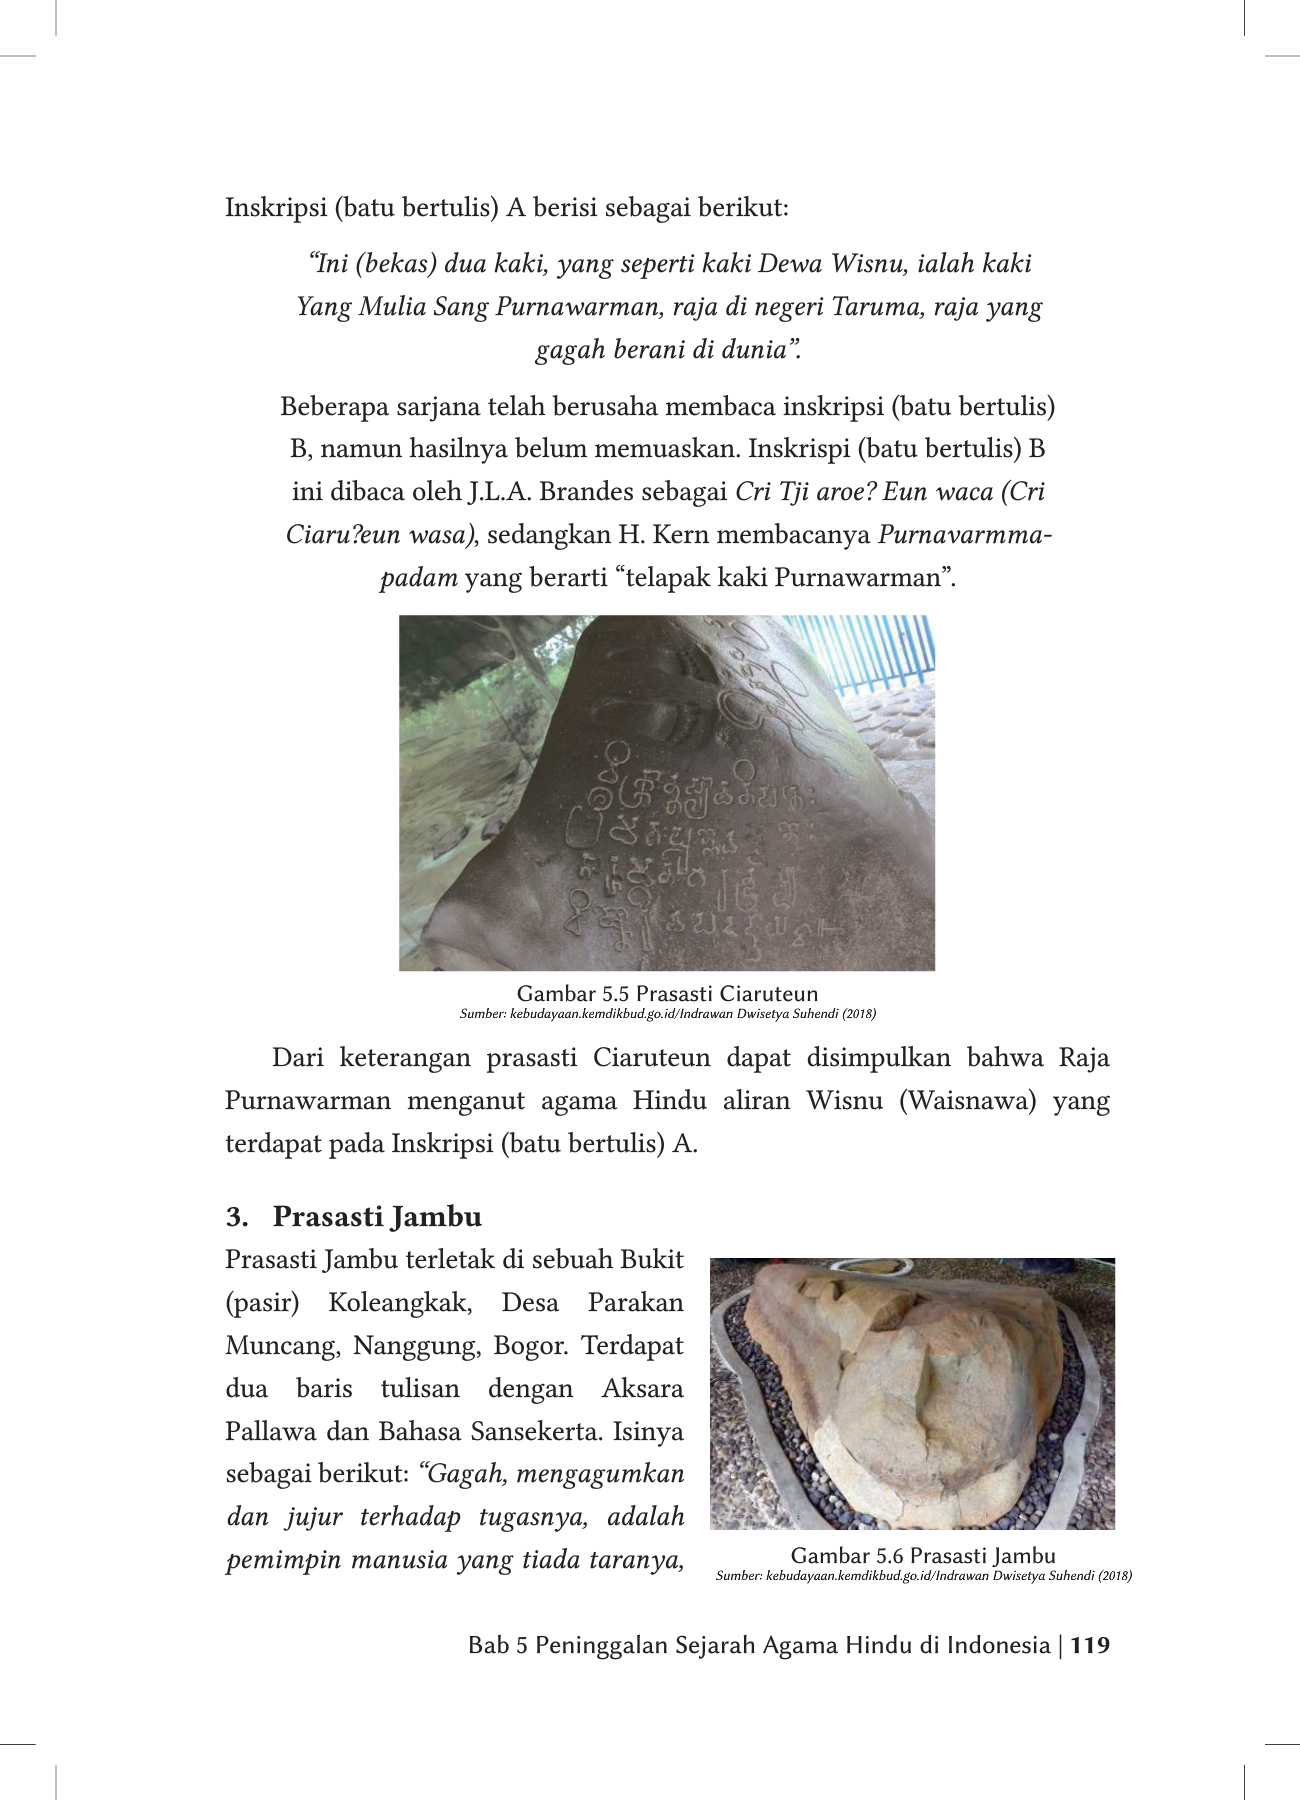 Inskripsi (batu bertulis) A berisi sebagai berikut:
“Ini (bekas) dua kaki, yang seperti kaki Dewa Wisnu, ialah kaki
Yang Mulia Sang Purnawarman, raja di negeri Taruma, raja yang
gagah berani di dunia”.
Beberapa sarjana telah berusaha membaca inskripsi (batu bertulis)
B, namun hasilnya belum memuaskan. Inskrispi (batu bertulis) B
ini dibaca oleh J.L.A. Brandes sebagai Cri Tji aroe? Eun waca (Cri
Ciaru?eun wasa), sedangkan H. Kern membacanya Purnavarmma-
padam yang berarti “telapak kaki Purnawarman”.
Gambar 5.5 Prasasti Ciaruteun
Sumber: kebudayaan.kemdikbud.go.id/Indrawan Dwisetya Suhendi (2018)
Dari keterangan prasasti Ciaruteun dapat disimpulkan bahwa Raja
Purnawarman menganut agama Hindu aliran Wisnu (Waisnawa) yang
terdapat pada Inskripsi (batu bertulis) A.
3. Prasasti Jambu
Prasasti Jambu terletak di sebuah Bukit
(pasir) Koleangkak, Desa Parakan
Muncang, Nanggung, Bogor. Terdapat
dua baris tulisan dengan Aksara
Pallawa dan Bahasa Sansekerta. Isinya
sebagai berikut: “Gagah, mengagumkan
dan jujur terhadap tugasnya, adalah
pemimpin manusia yang tiada taranya,
Gambar 5.6 Prasasti Jambu
Sumber: kebudayaan.kemdikbud.go.id/Indrawan Dwisetya Suhendi (2018)
Bab 5 Peninggalan Sejarah Agama Hindu di Indonesia | 119